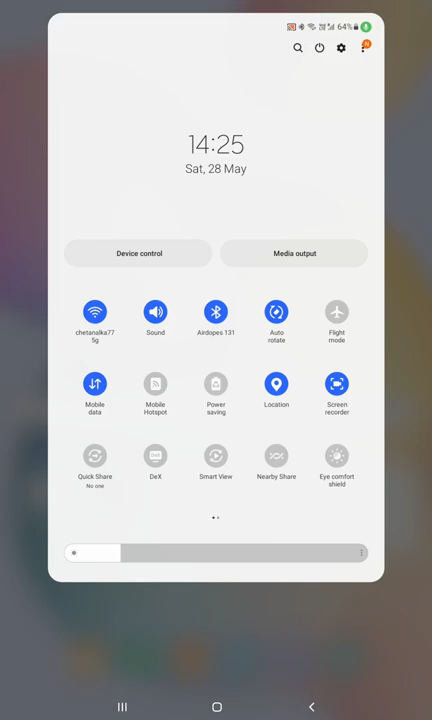 64%
N
14:25
Sat, 28 May
Device control
Media output
chetanalka77
5g
Sound
Airdopes 131
Auto
rotate
Flight
mode
Mobile
data
Mobile
Hotspot
Power
saving
Location
Screen
recorder
Quick Share
No one
DeX
Smart View
Nearby Share
Eye comfort
shield